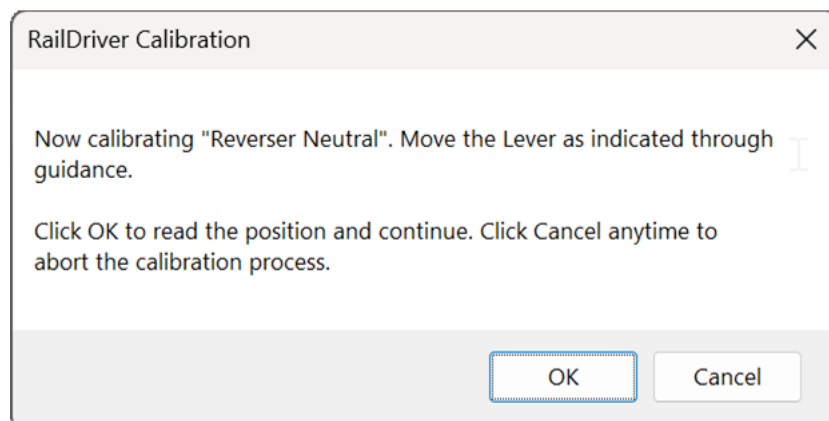 RailDriver Calibration
Now calibrating "Reverser Neutral". Move the Lever as indicated through
guidance.
Click OK to read the position and continue. Click Cancel anytime to
abort the calibration process.
OK
Cancel